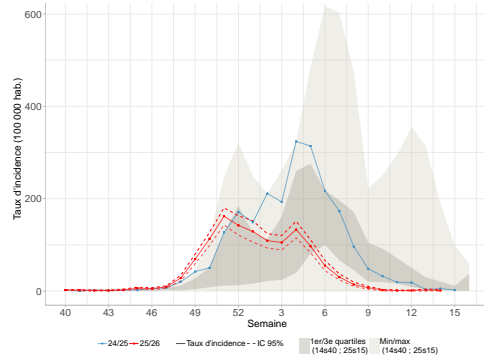 Taux d'incidence (100 000 hab.)
600
400
200
0
40 43 46 49 52 3 6 9 12 15
Semaine
24/25 25/26 Taux d'incidence IC 95% 1er/3e quartiles Min/max
(14s40 ; 25s15) (14s40 ; 25s15)